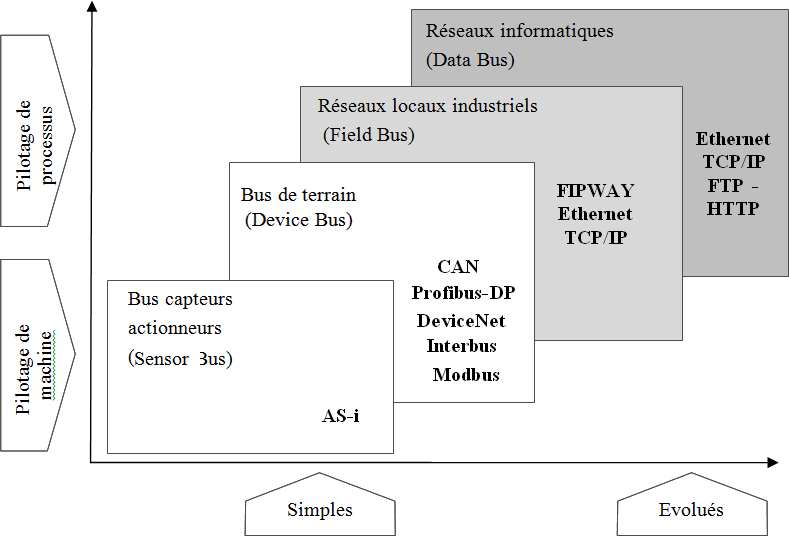 Réseaux informatiques
(Data Bus)
Ethernet
TCP/IP
FTP -
HTTP
Réseaux locaux industriels
(Field Bus)
FIPWAY
Ethernet
TCP/IP
Bus de terrain
(Device Bus)
CAN
Profibus-DP
DeviceNet
Interbus
Modbus
Bus capteurs
actionneurs
(Sensor Bus)
AS-i
Pilotage de
processus
Pilotage de
machine
Simples
Evolués